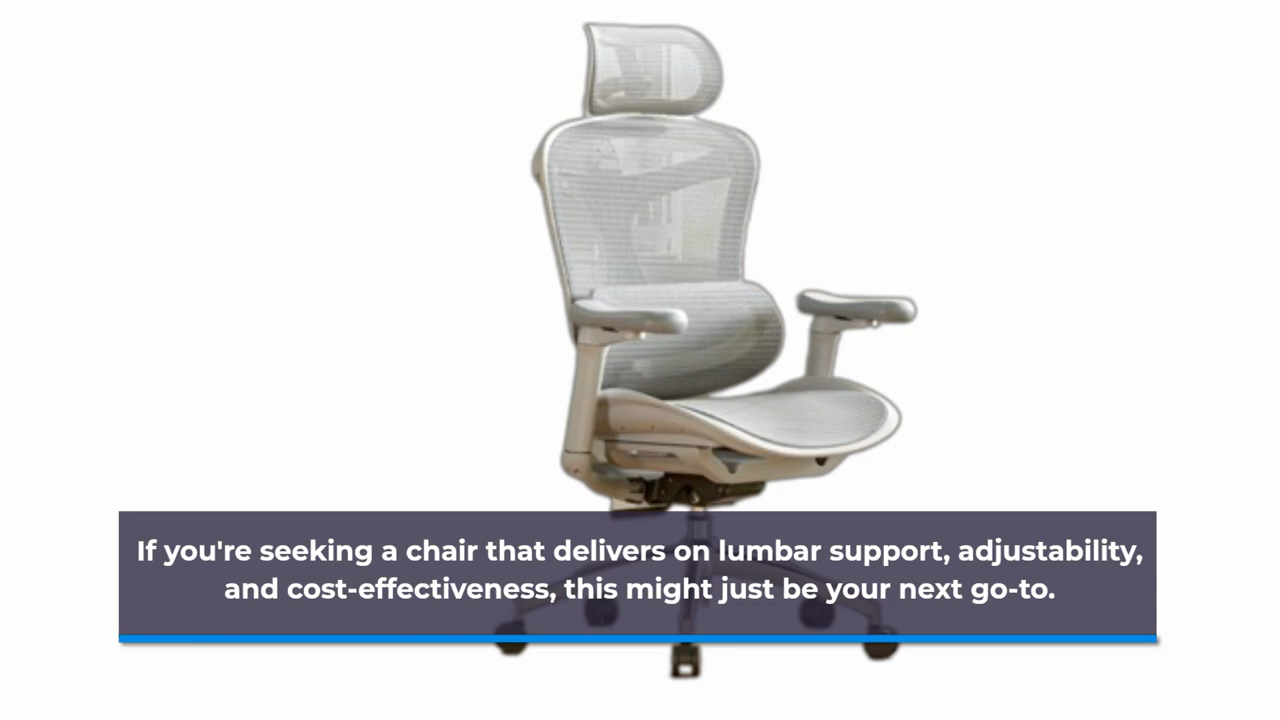 If you're seeking a chair that delivers on lumbar support, adjustability,
and cost-effectiveness, this might just be your next go-to.